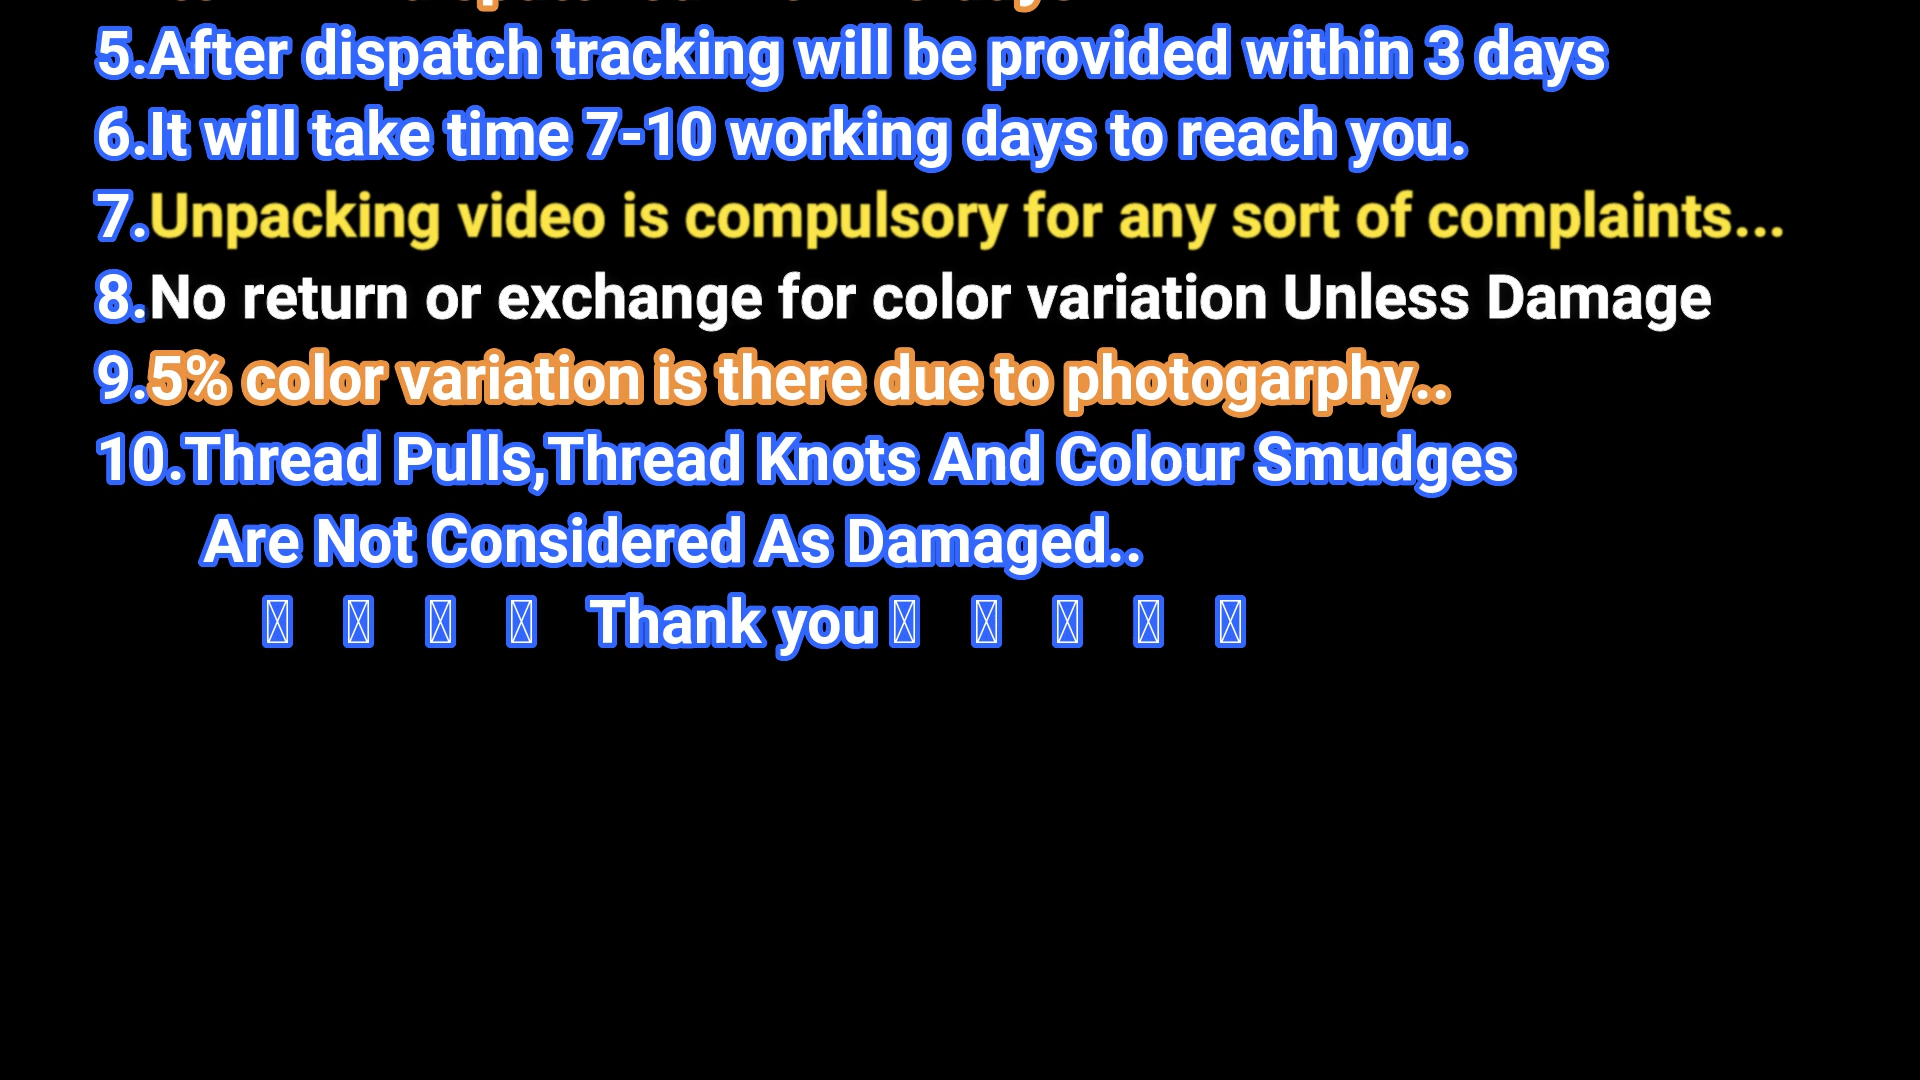 5.After dispatch tracking will be provided within 3 days
6.It will take time 7-10 working days to reach you.
7.Unpacking video is compulsory for any sort of complaints...
8.No return or exchange for color variation Unless Damage
9.5% color variation is there due to photogarphy..
10.Thread Pulls,Thread Knots And Colour Smudges
Are Not Considered As Damaged..
Thank you